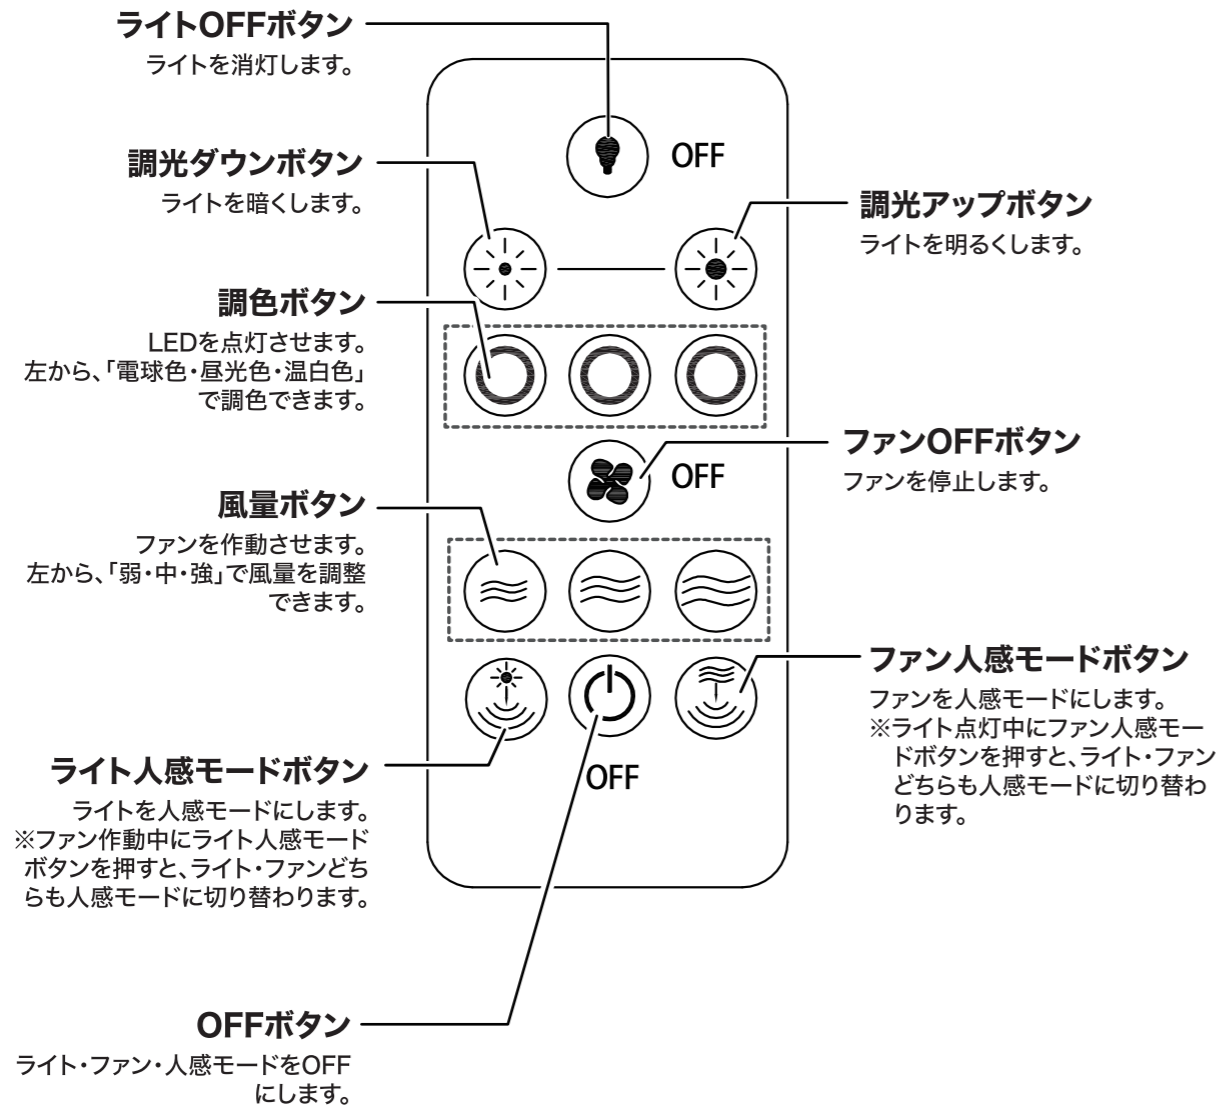 ライトOFFボタン
ライトを消灯します。
OFF
調光ダウンボタン
ライトを暗くします。
調光アップボタン
ライトを明るくします。
調色ボタン
LEDを点灯させます。
左から、「電球色・昼光色・温白色」
で調色できます。
ファンOFFボタン
ファンを停止します。
OFF
風量ボタン
ファンを作動させます。
左から、「弱・中・強」で風量を調整
できます。
ファン人感モードボタン
ファンを人感モードにします。
※ライト点灯中にファン人感モー
ドボタンを押すと、ライト・ファン
どちらも人感モードに切り替わ
ります。
OFF
ライト人感モードボタン
ライトを人感モードにします。
※ファン作動中にライト人感モード
ボタンを押すと、ライト・ファンどち
らも人感モードに切り替わります。
OFFボタン
ライト・ファン・人感モードをOFF
にします。